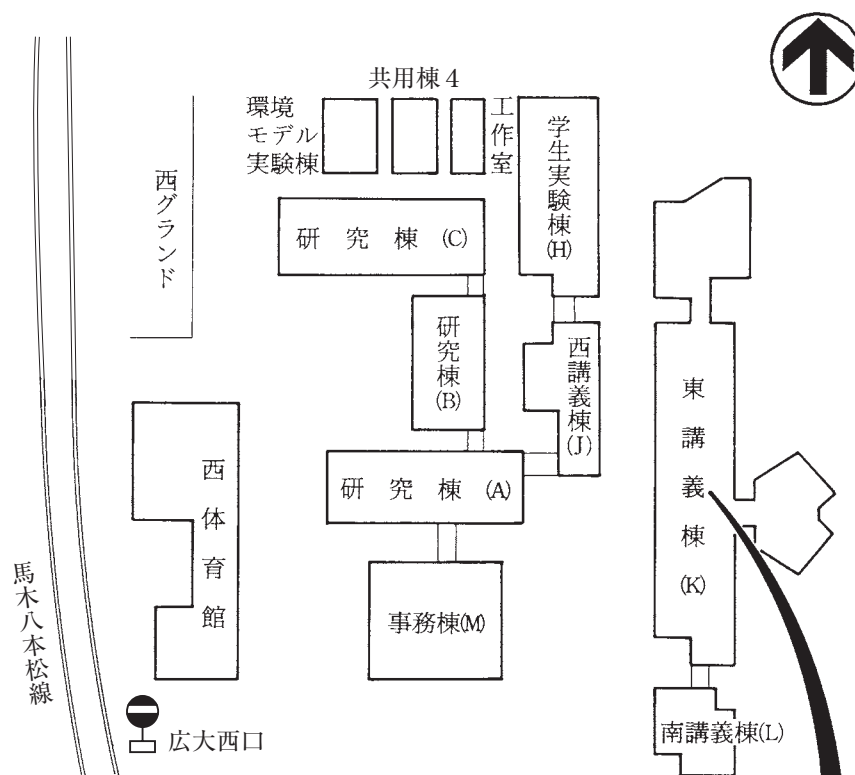 共用棟4
環境
モデル
実験棟
工作室
学生実験棟(H)
西グランド
研究棟(C)
研究棟(B)
西講義棟(J)
東講義棟(K)
研究棟(A)
西体育館
事務棟(M)
馬木八本松線
南講義棟(L)
広大西口